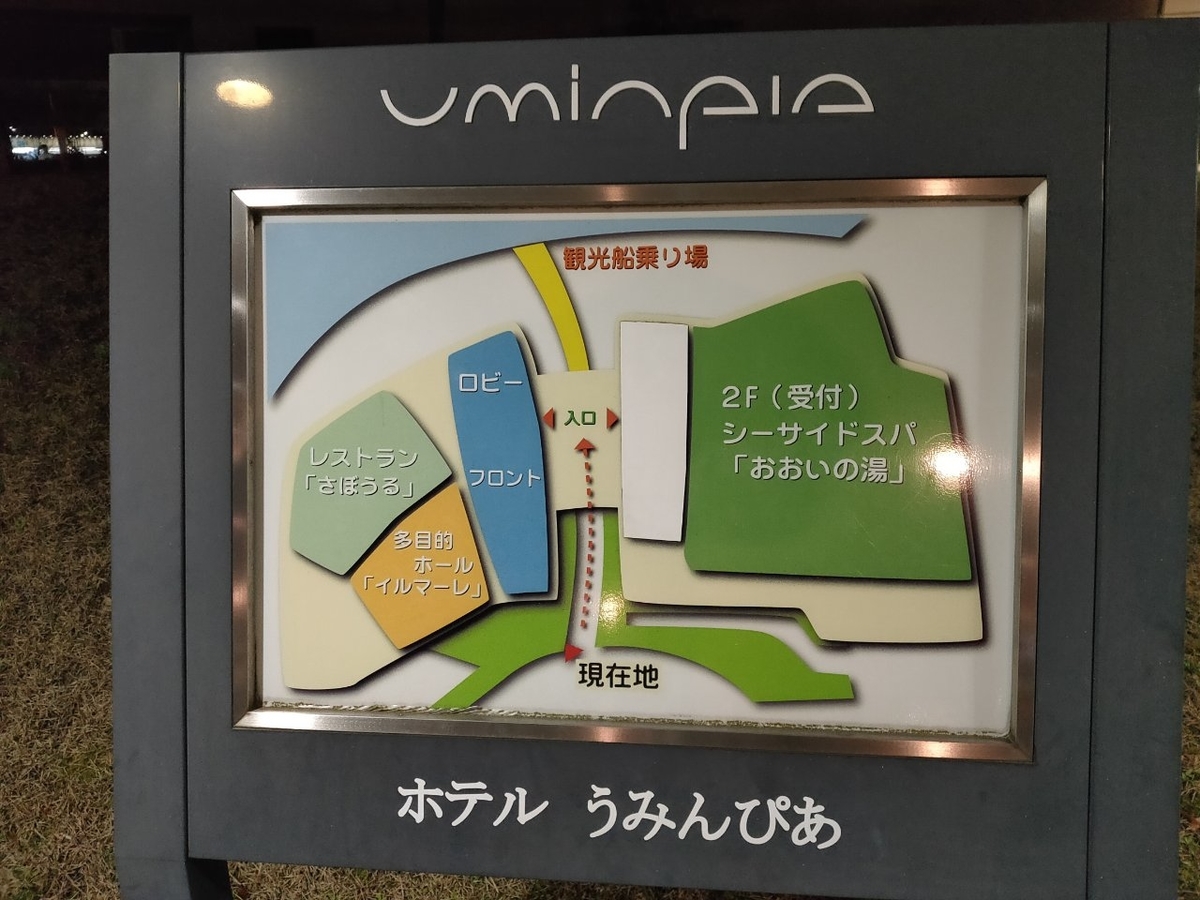 uminpia
観光船乗り場
ロビー
入口
フロント
レストラン
「さぼうる」
多目的
ホール
「イルマーレ」
2F（受付）
シーサイドスパ
「おおいの湯」
現在地
ホテル うみんぴあ